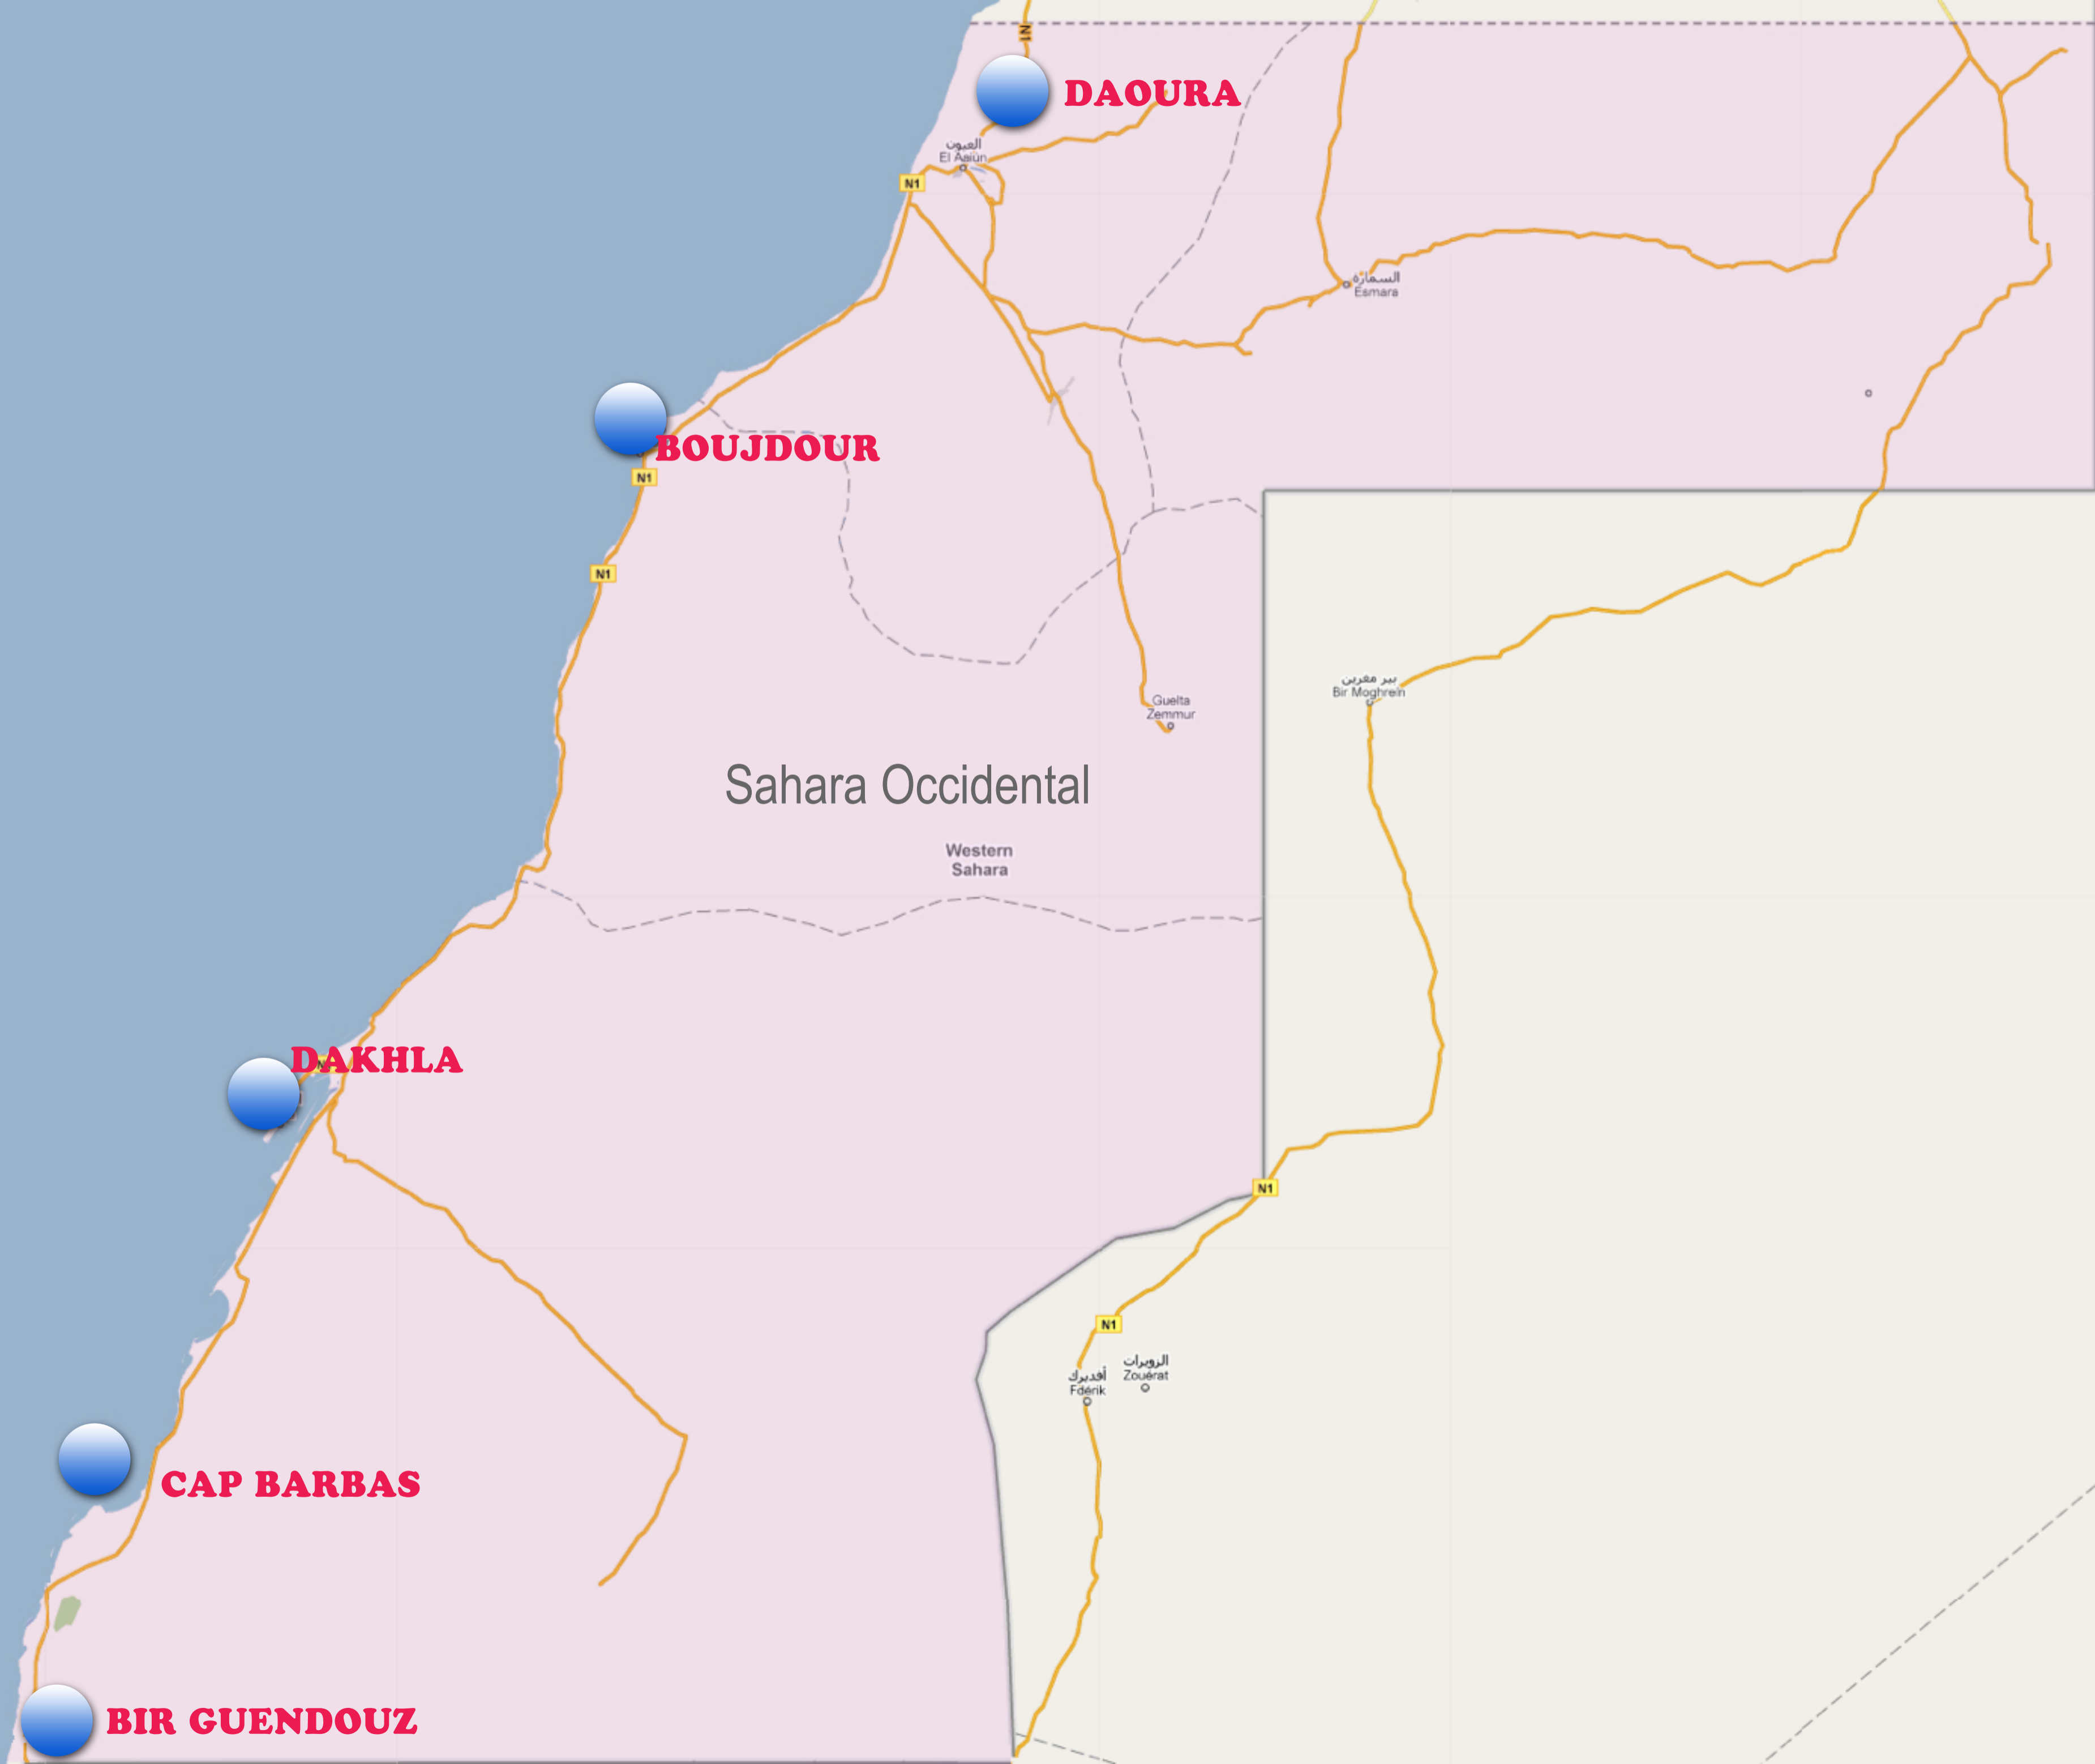 N1
DAOURA
العيون
El Aaiún
N1
السمارة
Esmara
BOUJDOUR
N1
N1
بير مغرين
Bir Moghrein
Guelta
Zemmur
Sahara Occidental
Western
Sahara
DAKHLA
N1
N1
الزويرات
Zouérat
أفديرك
Fdérik
CAP BARBAS
BIR GUENDOUZ